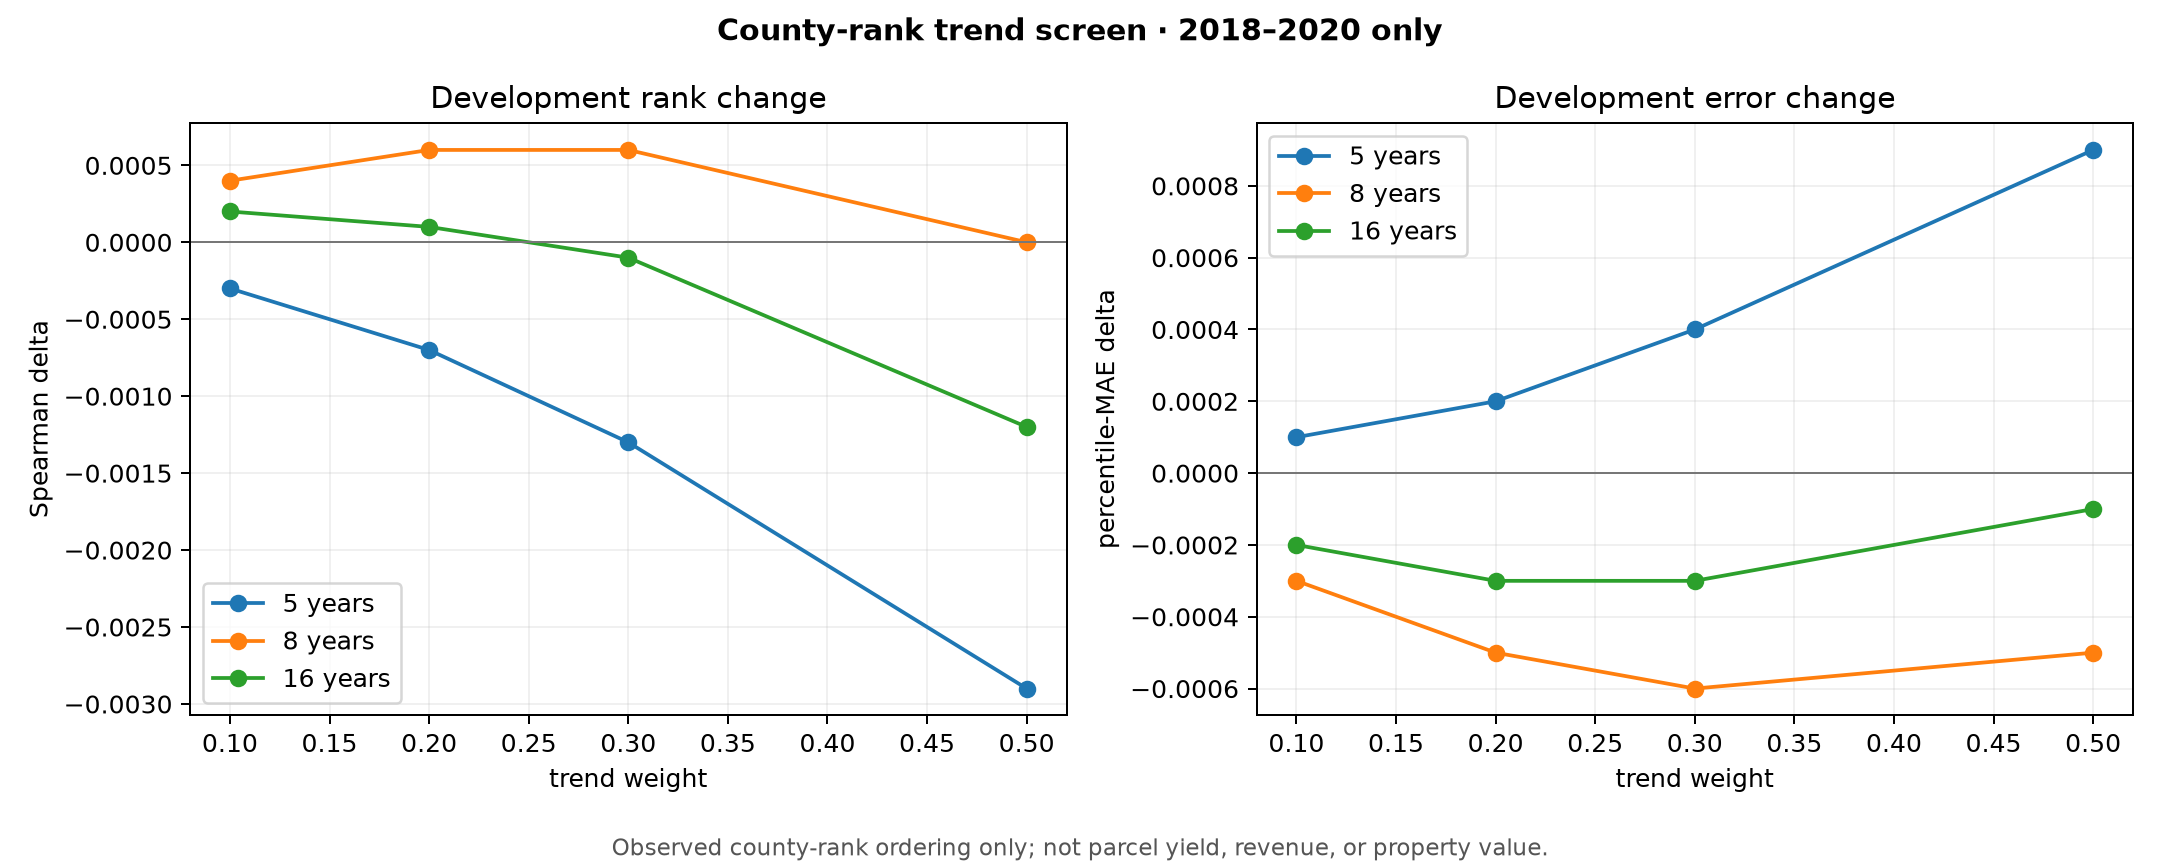 County-rank trend screen · 2018–2020 only
Development rank change
Spearman delta
0.0005
0.0000
−0.0005
−0.0010
−0.0015
−0.0020
−0.0025
−0.0030
5 years
8 years
16 years
0.10 0.15 0.20 0.25 0.30 0.35 0.40 0.45 0.50
trend weight
Development error change
percentile-MAE delta
0.0008
0.0006
0.0004
0.0002
0.0000
−0.0002
−0.0004
−0.0006
5 years
8 years
16 years
0.10 0.15 0.20 0.25 0.30 0.35 0.40 0.45 0.50
trend weight
Observed county-rank ordering only; not parcel yield, revenue, or property value.